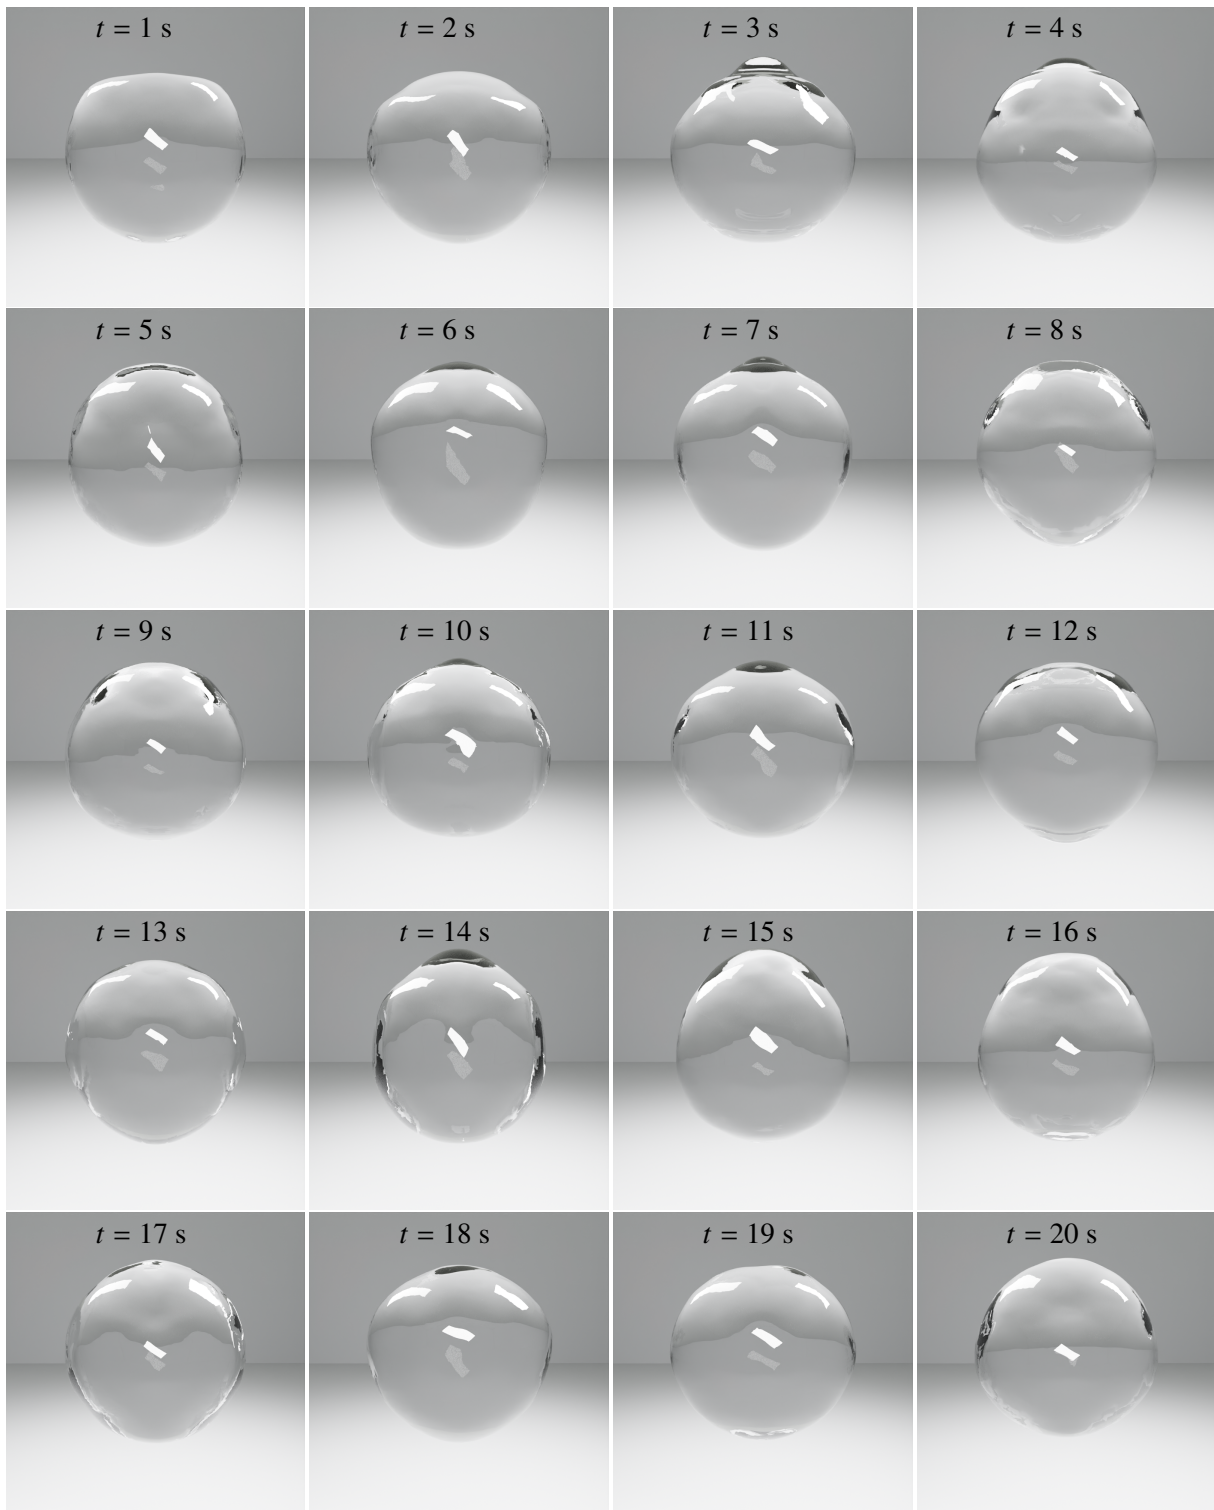 t = 1 s
t = 2 s
t = 3 s
t = 4 s
t = 5 s
t = 6 s
t = 7 s
t = 8 s
t = 9 s
t = 10 s
t = 11 s
t = 12 s
t = 13 s
t = 14 s
t = 15 s
t = 16 s
t = 17 s
t = 18 s
t = 19 s
t = 20 s